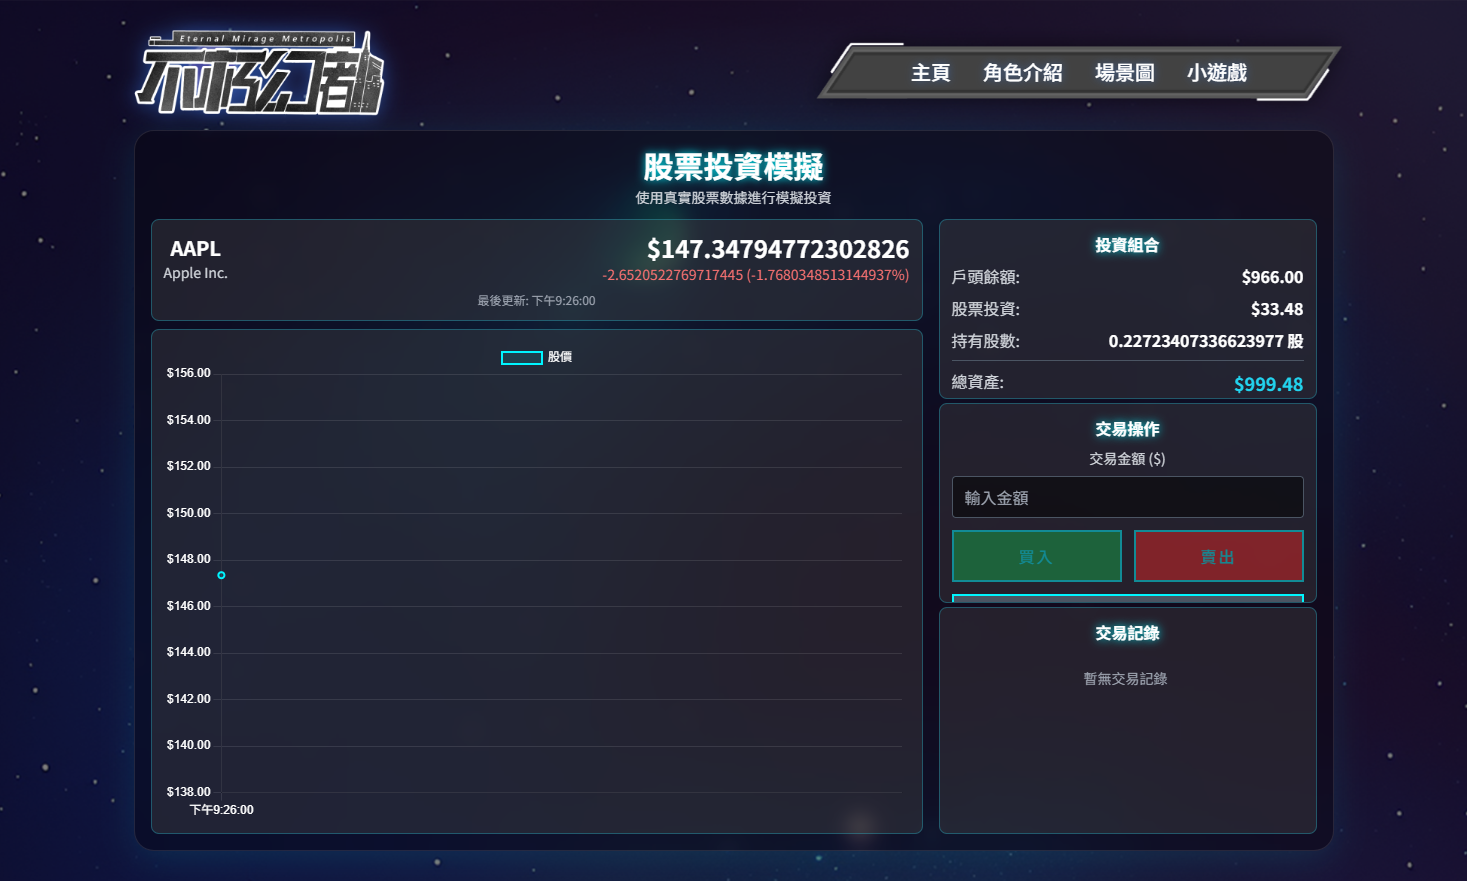 Eternal Mirage Metropolis
不朽幻都
主頁 角色介紹 場景圖 小遊戲
股票投資模擬
使用真實股票數據進行模擬投資
AAPL
Apple Inc.
$147.34794772302826
-2.6520522769717445 (-1.7680348513144937%)
最後更新: 下午9:26:00
股價
$156.00
$154.00
$152.00
$150.00
$148.00
$146.00
$144.00
$142.00
$140.00
$138.00
下午9:26:00
投資組合
戶頭餘額: $966.00
股票投資: $33.48
持有股數: 0.22723407336623977 股
總資產: $999.48
交易操作
交易金額 ($)
輸入金額
買入 賣出
交易記錄
暫無交易記錄